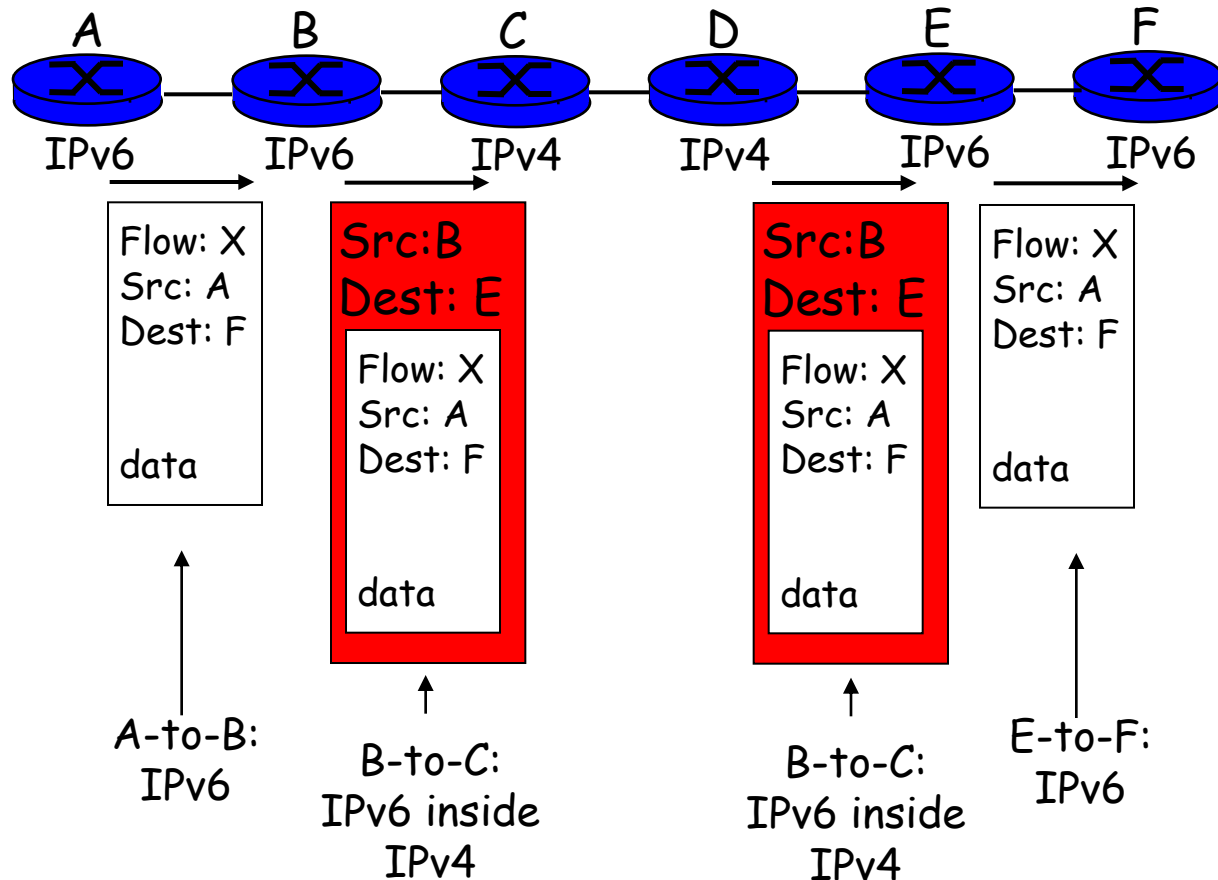 A
B
C
D
E
F
IPv6
IPv6
IPv4
IPv4
IPv6
IPv6
Flow: X
Src: A
Dest: F
data
Src:B
Dest: E
Flow: X
Src: A
Dest: F
data
Src:B
Dest: E
Flow: X
Src: A
Dest: F
data
Flow: X
Src: A
Dest: F
data
A-to-B:
IPv6
B-to-C:
IPv6 inside
IPv4
B-to-C:
IPv6 inside
IPv4
E-to-F:
IPv6